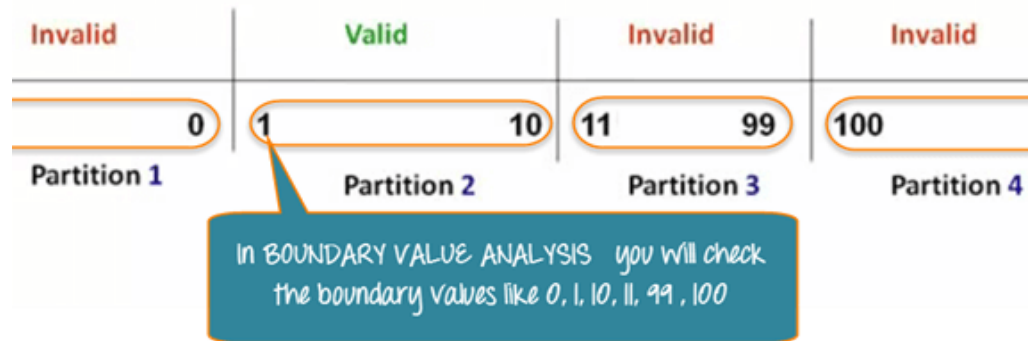 Invalid Valid Invalid Invalid
0 1 10 11 99 100
Partition 1 Partition 2 Partition 3 Partition 4
In BOUNDARY VALUE ANALYSIS you will check
the boundary values like 0, 1, 10, 11, 99 , 100